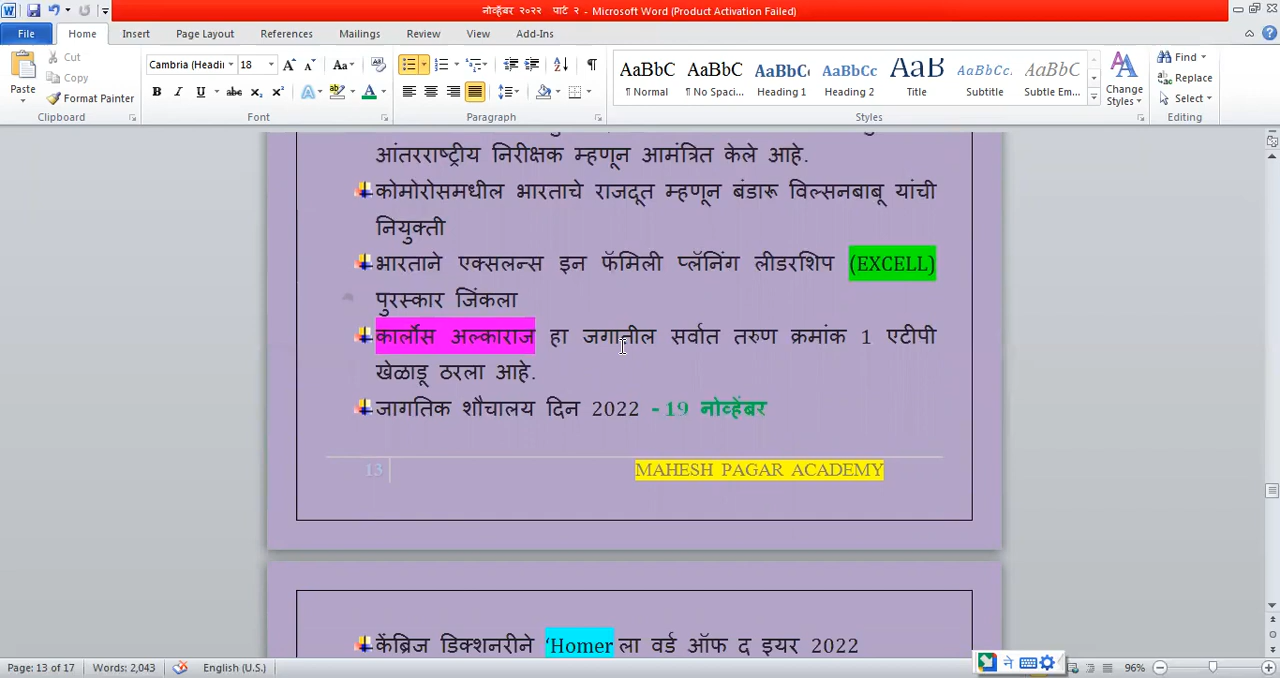 नोव्हेंबर २०२२ पार्ट २ - Microsoft Word (Product Activation Failed)
File Home Insert Page Layout References Mailings Review View Add-Ins
Cut
Copy
Format Painter
Paste
Clipboard
Cambria (Headi 18
Font
Paragraph
AaBbC AaBbC AaBbC AaBbCc AaB AaBbCc. AaBbC
¶ Normal ¶ No Spaci... Heading 1 Heading 2 Title Subtitle Subtle Em...
Change Styles
Styles
Find
Replace
Select
Editing
आंतरराष्ट्रीय निरीक्षक म्हणून आमंत्रित केले आहे.
कोमोरोसमधील भारताचे राजदूत म्हणून बंडारू विल्सनबाबू यांची
नियुक्ती
भारताने एक्सलन्स इन फॅमिली प्लॅनिंग लीडरशिप (EXCELL)
पुरस्कार जिंकला
कार्लोस अल्काराज हा जगातील सर्वात तरुण क्रमांक 1 एटीपी
खेळाडू ठरला आहे.
जागतिक शौचालय दिन 2022 - 19 नोव्हेंबर
13 MAHESH PAGAR ACADEMY
केंब्रिज डिक्शनरीने ‘Homer ला वर्ड ऑफ द इयर 2022
Page: 13 of 17 Words: 2,043 English (U.S.) ने 96%